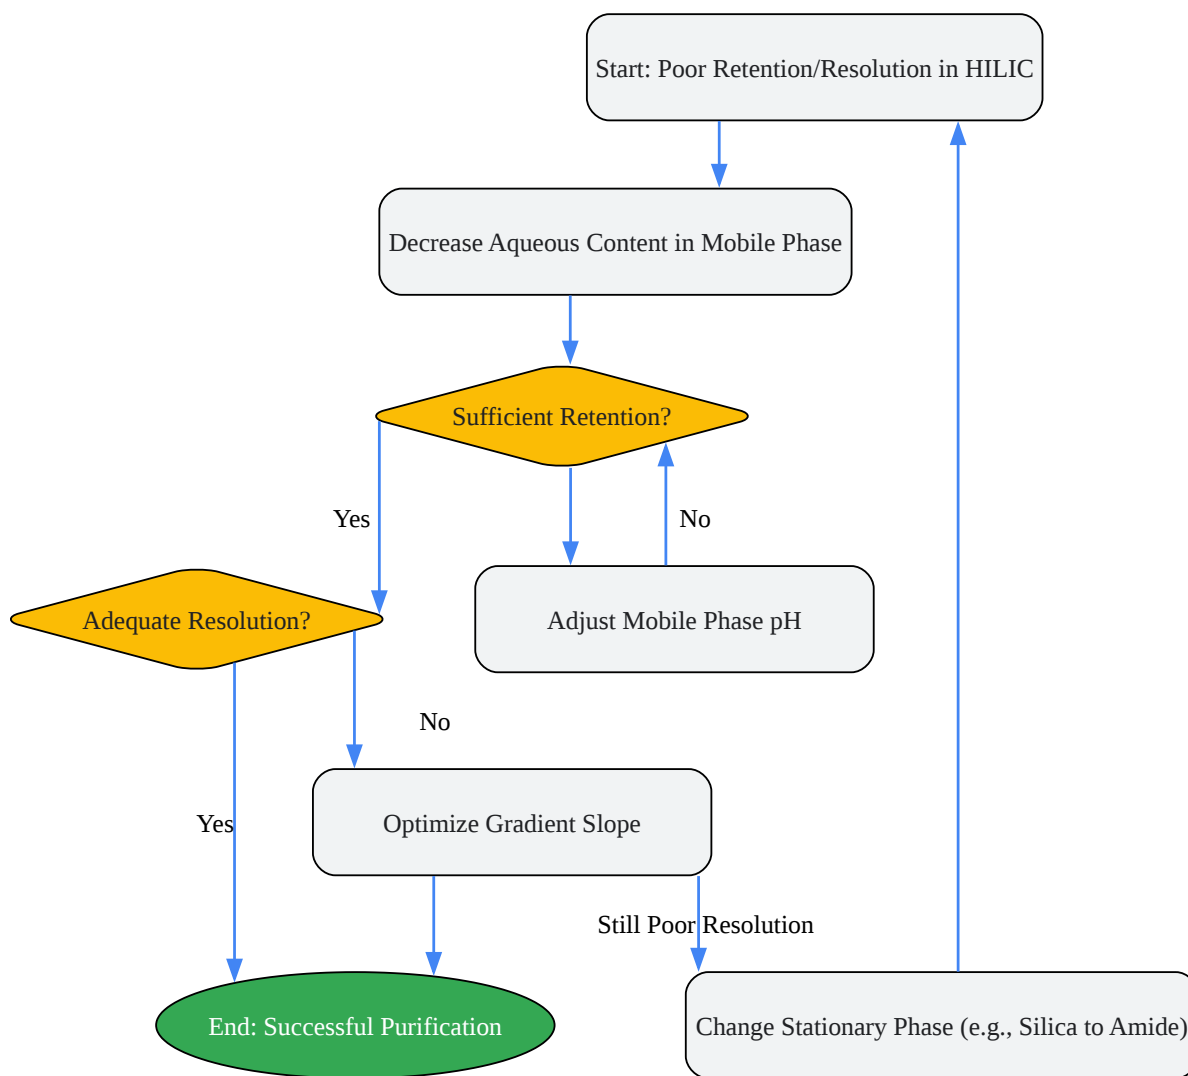 Start: Poor Retention/Resolution in HILIC
Decrease Aqueous Content in Mobile Phase
Sufficient Retention?
Yes
No
Adequate Resolution?
Adjust Mobile Phase pH
No
Yes
Optimize Gradient Slope
Still Poor Resolution
End: Successful Purification
Change Stationary Phase (e.g., Silica to Amide)